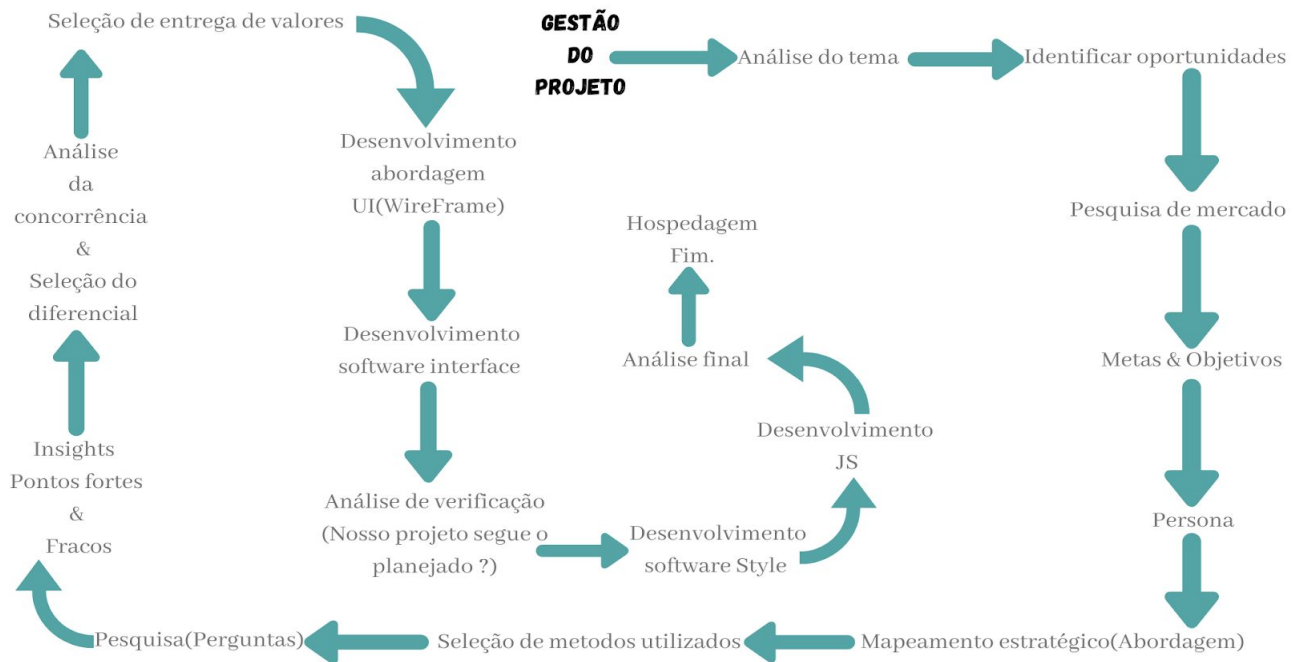 GESTÃO
DO
PROJETO
Análise do tema
Identificar oportunidades
Pesquisa de mercado
Metas & Objetivos
Persona
Mapeamento estratégico(Abordagem)
Seleção de metodos utilizados
Pesquisa(Perguntas)
Insights
Pontos fortes
&
Fracos
Análise
da
concorrência
&
Seleção do
diferencial
Seleção de entrega de valores
Desenvolvimento
abordagem
UI(WireFrame)
Desenvolvimento
software interface
Análise de verificação
(Nosso projeto segue o
planejado ?)
Desenvolvimento
software Style
Desenvolvimento
JS
Análise final
Hospedagem
Fim.